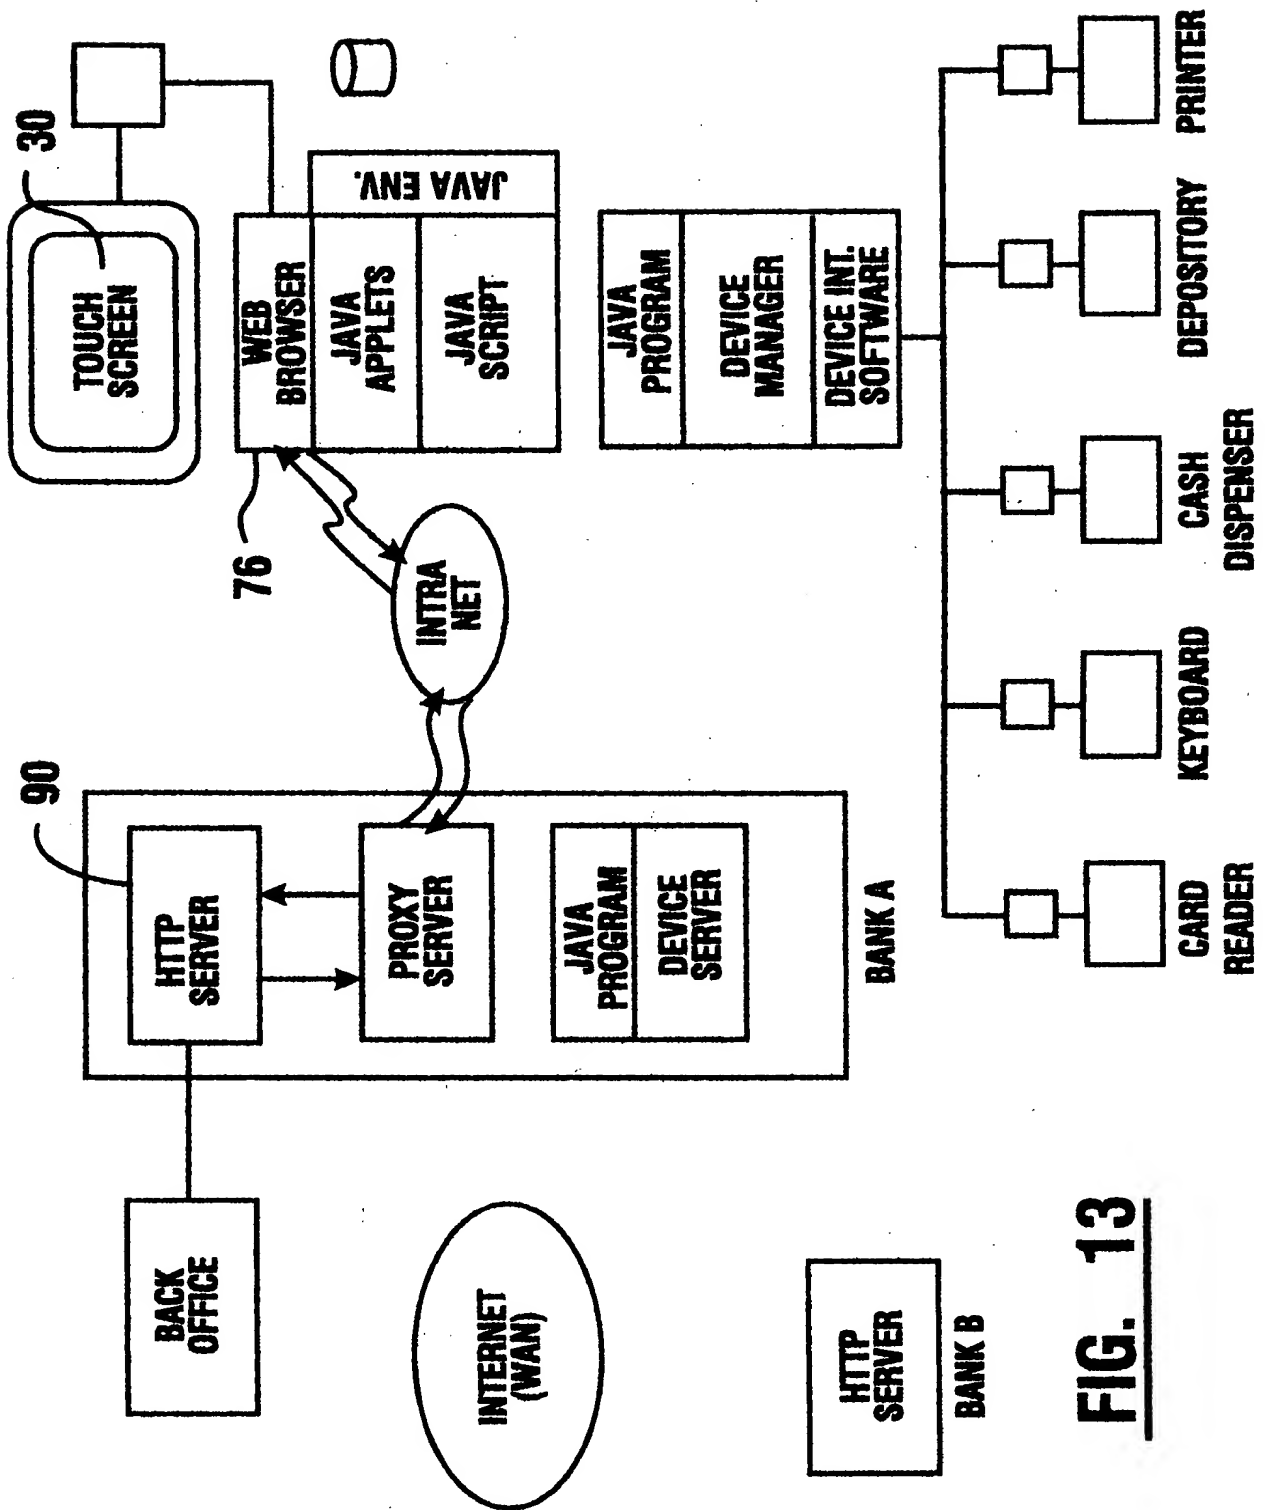 BACK
OFFICE
90
HTTP
SERVER
PROXY
SERVER
JAVA
PROGRAM
DEVICE
SERVER
BANK A
INTERNET
(WAN)
HTTP
SERVER
BANK B
INTRA
NET
30
TOUCH
SCREEN
76
WEB
BROWSER
JAVA
APPLETS
JAVA
SCRIPT
JAVA ENV.
JAVA
PROGRAM
DEVICE
MANAGER
DEVICE INT.
SOFTWARE
CARD
READER
KEYBOARD
CASH
DISPENSER
DEPOSITORY
PRINTER
FIG. 13